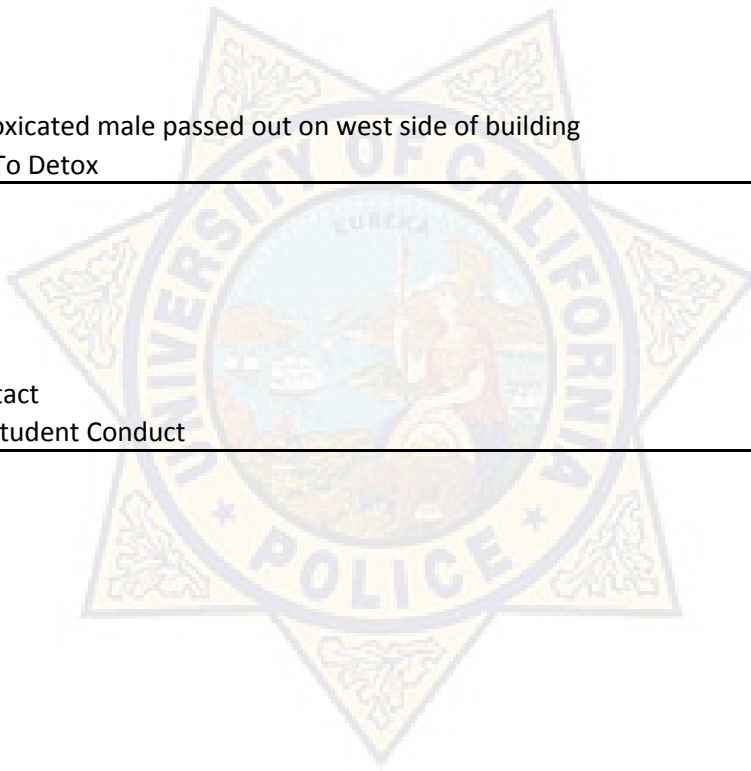 oxicated male passed out on west side of building
To Detox
tact
tudent Conduct
UNIVERSITY OF CALIFORNIA
EUREKA
POLICE